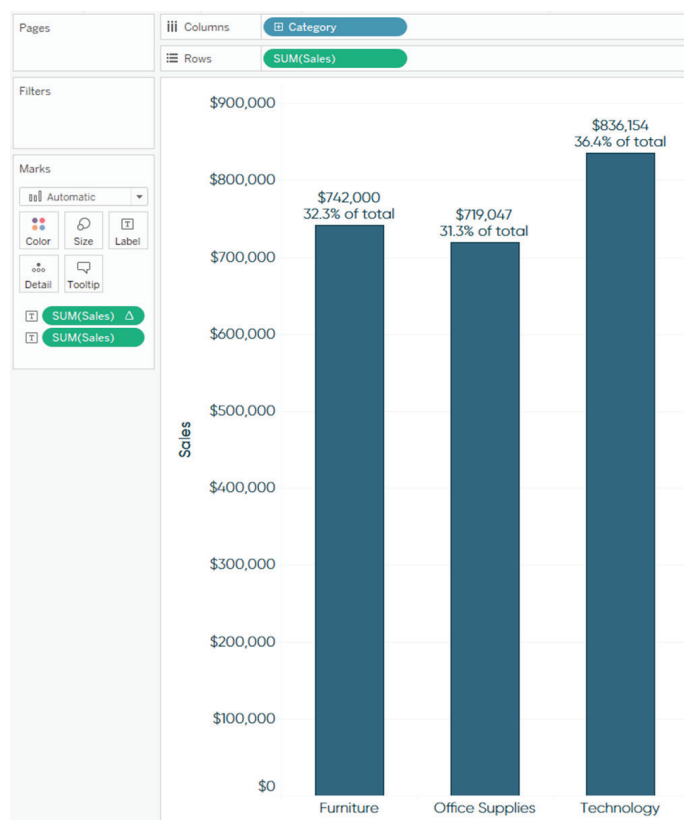 Pages
Columns
Category
Rows
SUM(Sales)
Filters
Marks
Automatic
Color
Size
T
Label
Detail
Tooltip
T
SUM(Sales) Δ
T
SUM(Sales)
$900,000
$800,000
$700,000
$600,000
$500,000
$400,000
$300,000
$200,000
$100,000
$0
Sales
$742,000
32.3% of total
$719,047
31.3% of total
$836,154
36.4% of total
Furniture
Office Supplies
Technology